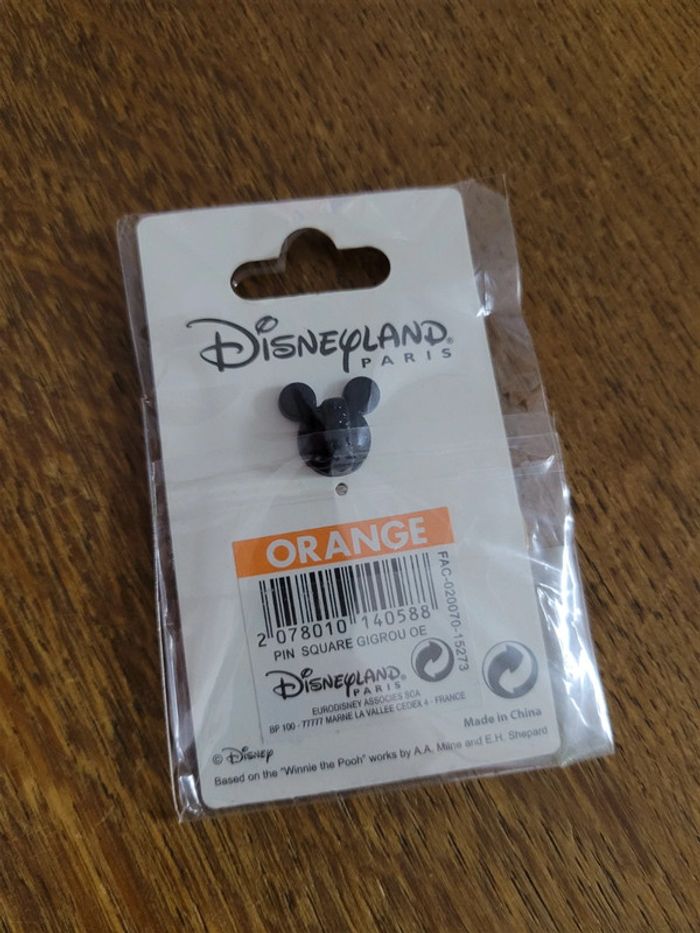 DISNEYLAND®
PARIS
ORANGE
2 078010 140588
FAC-020070-15273
PIN SQUARE GIGROU OE
DISNEYLAND®
PARIS
EURODISNEY ASSOCIES SCA
BP 100 - 77777 MARNE LA VALLEE CEDEX 4 - FRANCE
Made in China
© Disney
Based on the "Winnie the Pooh" works by A.A. Milne and E.H. Shepard